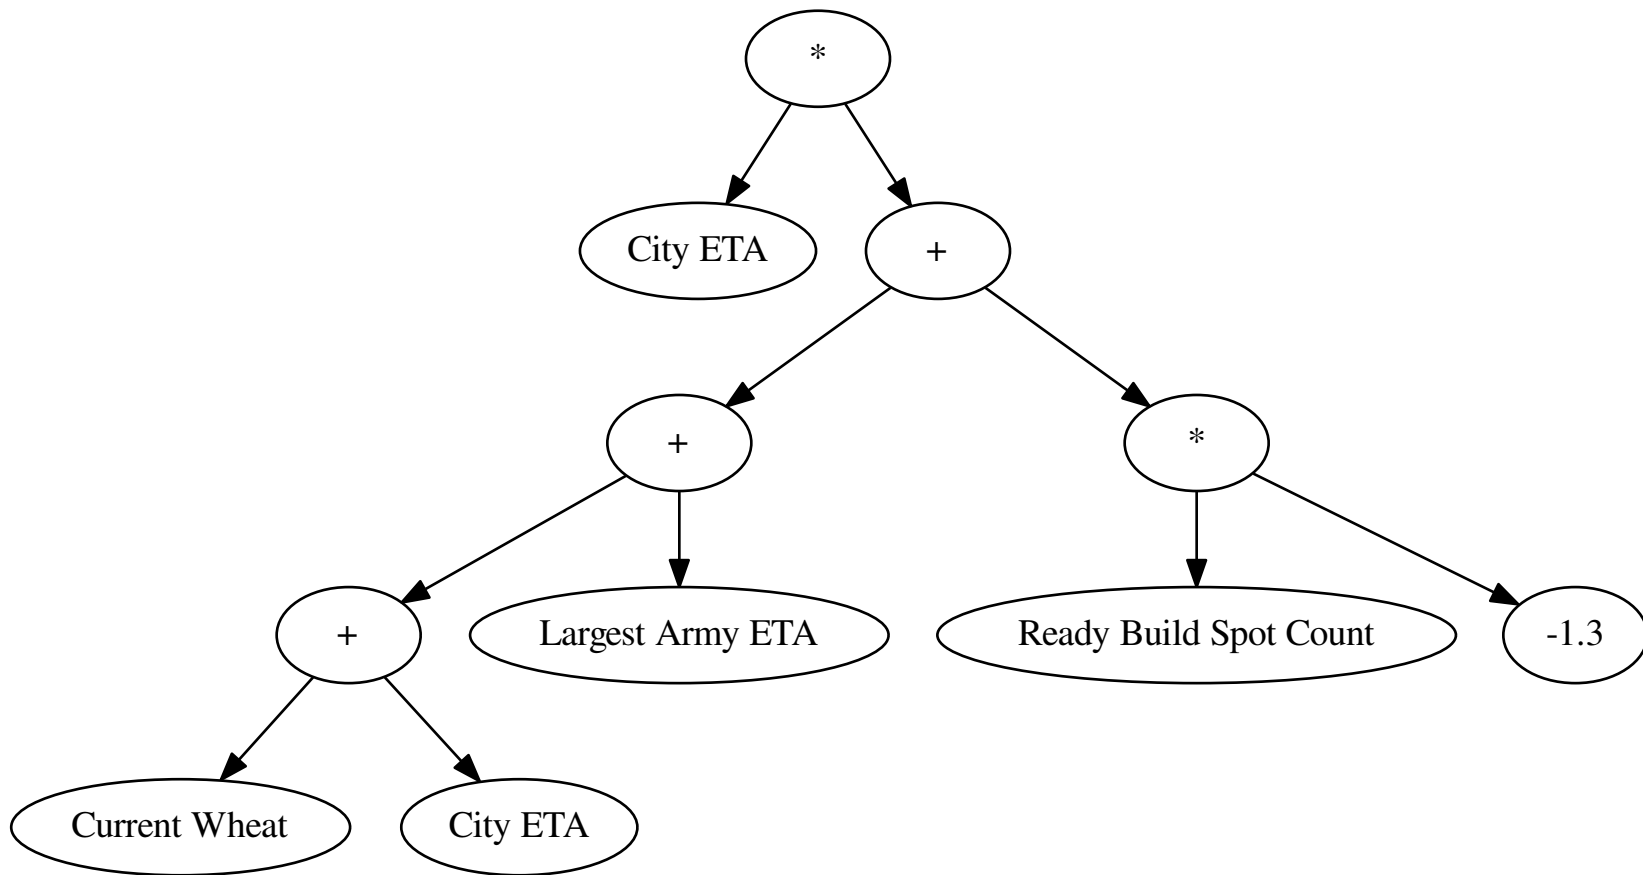 *
City ETA
+
+
*
+
Largest Army ETA
Ready Build Spot Count
-1.3
Current Wheat
City ETA